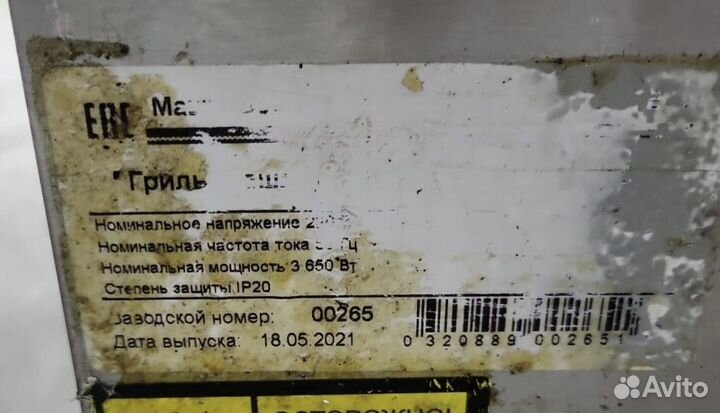 EAC
Гриль
Номинальное напряжение
Номинальная частота тока Гц
Номинальная мощность 3 650 Вт
Степень защиты IP20
Заводской номер: 00265
Дата выпуска: 18.05.2021
0 320889 002651
Avito